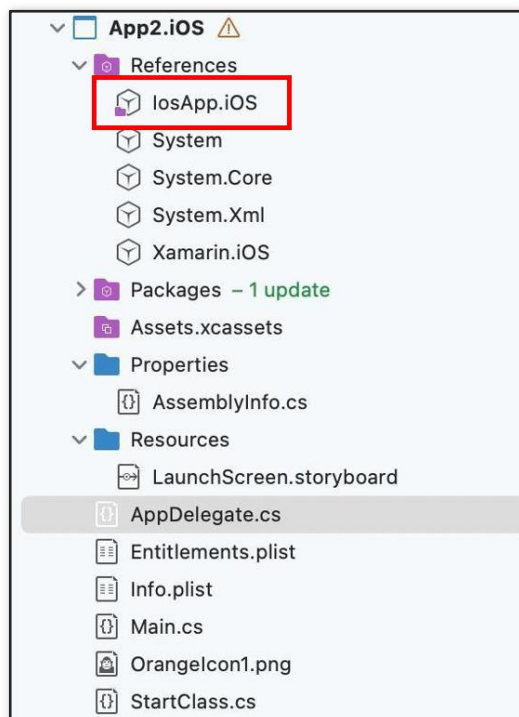 App2.iOS
References
IosApp.iOS
System
System.Core
System.Xml
Xamarin.iOS
Packages – 1 update
Assets.xcassets
Properties
AssemblyInfo.cs
Resources
LaunchScreen.storyboard
AppDelegate.cs
Entitlements.plist
Info.plist
Main.cs
OrangeIcon1.png
StartClass.cs